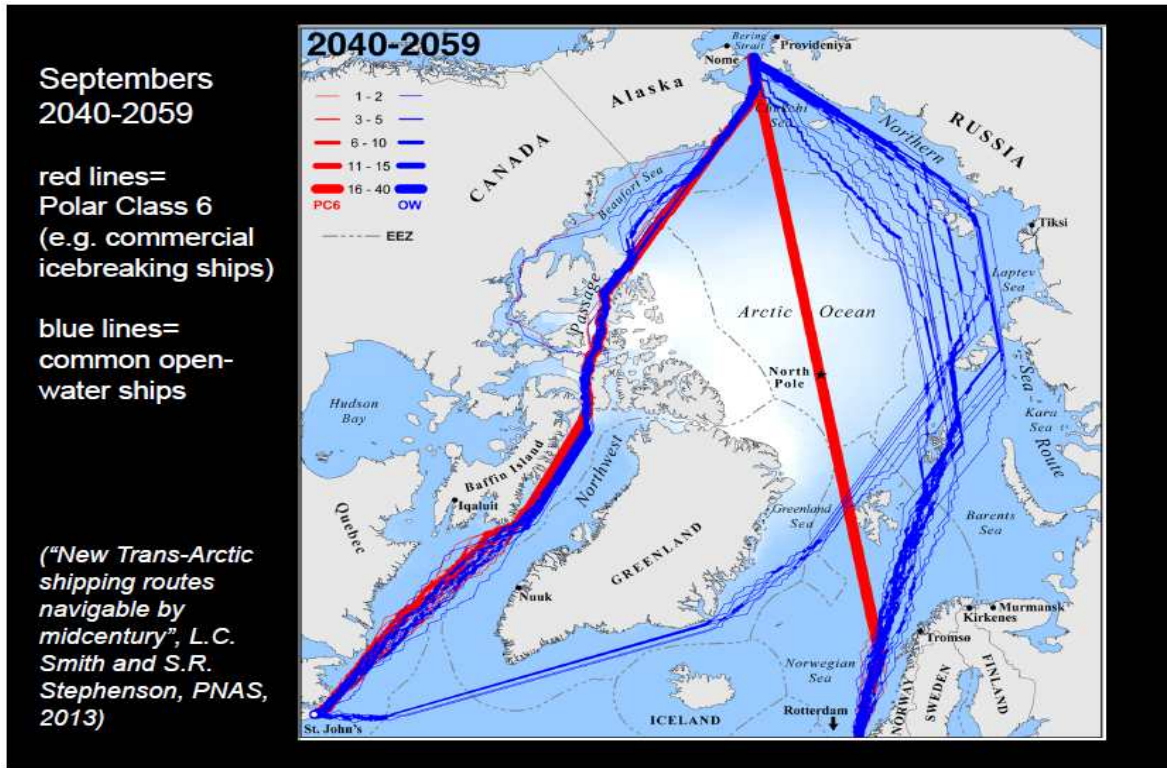 Septembers
2040-2059
red lines=
Polar Class 6
(e.g. commercial
icebreaking ships)
blue lines=
common open-
water ships
("New Trans-Arctic
shipping routes
navigable by
midcentury", L.C.
Smith and S.R.
Stephenson, PNAS,
2013)
2040-2059
1 - 2
3 - 5
6 - 10
11 - 15
16 - 40
PC6 OW
EEZ
Bering
Strait
Provideniya
Nome
Alaska
Chukchi
Sea
Northern
RUSSIA
CANADA
Beaufort Sea
Tiksi
Laptev
Sea
Passage
Arctic Ocean
North
Pole
Sea
Kara
Sea
Route
Hudson
Bay
Baffin Island
Northwest
Iqaluit
Quebec
Greenland
Sea
Barents
Sea
GREENLAND
Nuuk
Murmansk
Kirkenes
Tromsø
Norwegian
Sea
Rotterdam
ICELAND
NORWAY
SWEDEN
FINLAND
St. John's